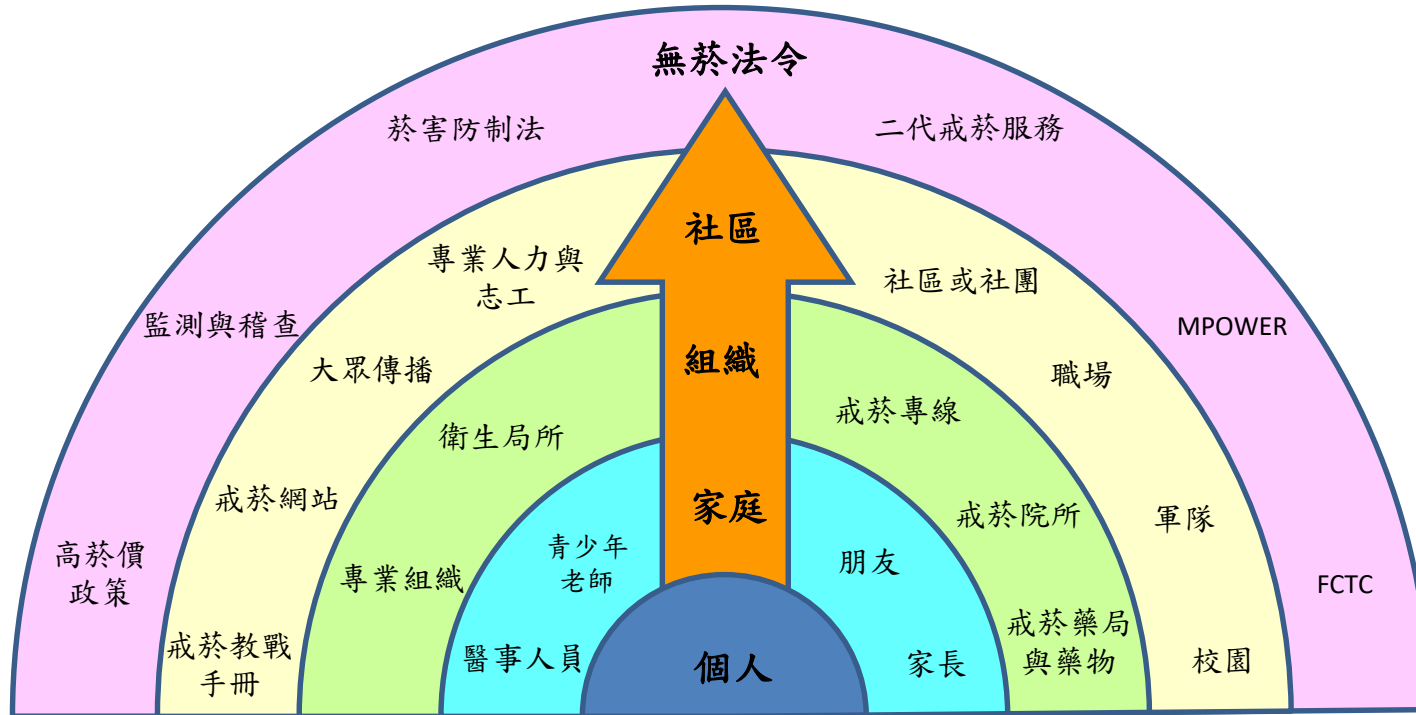 無菸法令
菸害防制法
二代戒菸服務
社區
專業人力與
志工
社區或社團
監測與稽查
MPOWER
大眾傳播
組織
職場
衛生局所
戒菸專線
戒菸網站
家庭
戒菸院所
軍隊
高菸價
政策
青少年
老師
朋友
專業組織
FCTC
戒菸教戰
手冊
醫事人員
個人
家長
戒菸藥局
與藥物
校園